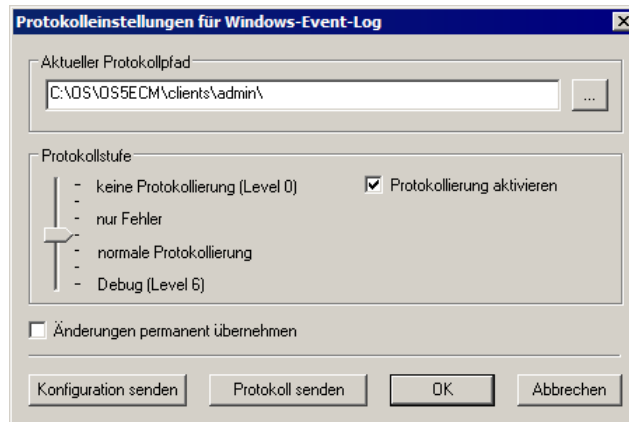 Protokolleinstellungen für Windows-Event-Log
Aktueller Protokollpfad
C:\OS\OS5ECM\clients\admin\
...
Protokollstufe
keine Protokollierung (Level 0)
Protokollierung aktivieren
nur Fehler
normale Protokollierung
Debug (Level 6)
Änderungen permanent übernehmen
Konfiguration senden
Protokoll senden
OK
Abbrechen